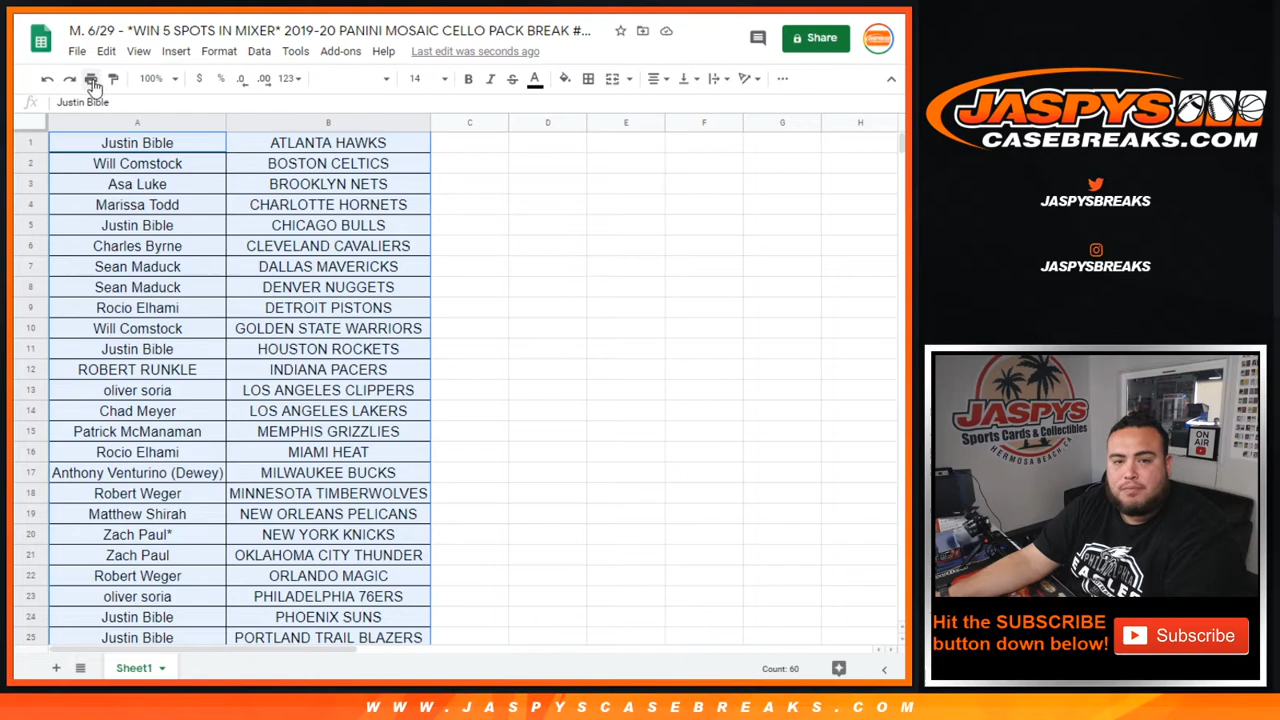 M. 6/29 - *WIN 5 SPOTS IN MIXER* 2019-20 PANINI MOSAIC CELLO PACK BREAK #...
File Edit View Insert Format Data Tools Add-ons Help Last edit was seconds ago
Share
100% $ % .0 .00 123 14 B I S A
fx Justin Bible
A B C D E F G H
1 Justin Bible ATLANTA HAWKS
2 Will Comstock BOSTON CELTICS
3 Asa Luke BROOKLYN NETS
4 Marissa Todd CHARLOTTE HORNETS
5 Justin Bible CHICAGO BULLS
6 Charles Byrne CLEVELAND CAVALIERS
7 Sean Maduck DALLAS MAVERICKS
8 Sean Maduck DENVER NUGGETS
9 Rocio Elhami DETROIT PISTONS
10 Will Comstock GOLDEN STATE WARRIORS
11 Justin Bible HOUSTON ROCKETS
12 ROBERT RUNKLE INDIANA PACERS
13 oliver soria LOS ANGELES CLIPPERS
14 Chad Meyer LOS ANGELES LAKERS
15 Patrick McManaman MEMPHIS GRIZZLIES
16 Rocio Elhami MIAMI HEAT
17 Anthony Venturino (Dewey) MILWAUKEE BUCKS
18 Robert Weger MINNESOTA TIMBERWOLVES
19 Matthew Shirah NEW ORLEANS PELICANS
20 Zach Paul* NEW YORK KNICKS
21 Zach Paul OKLAHOMA CITY THUNDER
22 Robert Weger ORLANDO MAGIC
23 oliver soria PHILADELPHIA 76ERS
24 Justin Bible PHOENIX SUNS
25 Justin Bible PORTLAND TRAIL BLAZERS
Sheet1 Count: 60
JASPYS
CASEBREAKS.COM
JASPYSBREAKS
JASPYSBREAKS
JASPYS
Sports Cards & Collectibles
HERMOSA BEACH, CA
ON
AIR
PHILADELPHIA
EAGLES
Hit the SUBSCRIBE
button down below!
Subscribe
WWW.JASPYSCASEBREAKS.COM